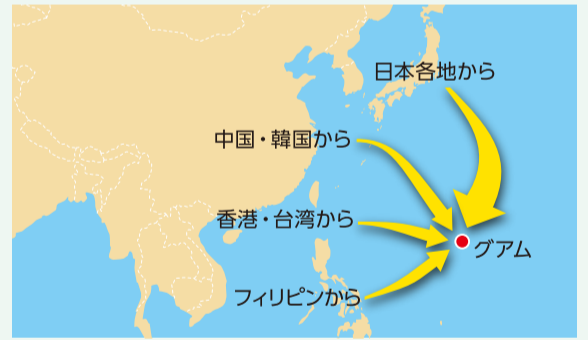 日本各地から
中国・韓国から
香港・台湾から
グアム
フィリピンから